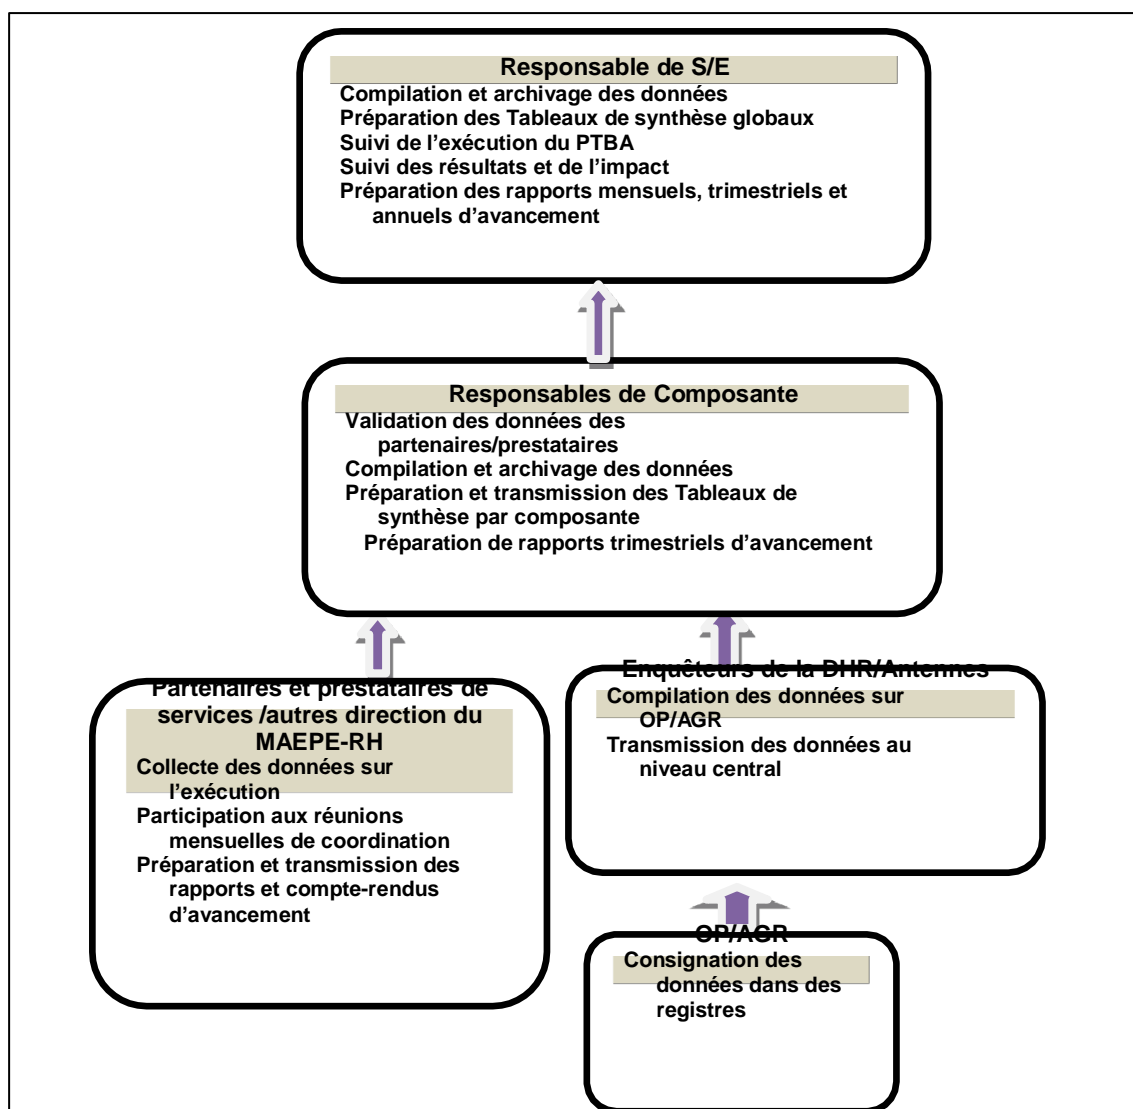 Responsable de S/E
Compilation et archivage des données
Préparation des Tableaux de synthèse globaux
Suivi de l’exécution du PTBA
Suivi des résultats et de l’impact
Préparation des rapports mensuels, trimestriels et
annuels d’avancement
Responsables de Composante
Validation des données des
partenaires/prestataires
Compilation et archivage des données
Préparation et transmission des Tableaux de
synthèse par composante
Préparation de rapports trimestriels d’avancement
Partenaires et prestataires de
services /autres direction du
MAEPE-RH
Collecte des données sur
l’exécution
Participation aux réunions
mensuelles de coordination
Préparation et transmission des
rapports et compte-rendus
d’avancement
Enquêteurs de la DHR/Antennes
Compilation des données sur
OP/AGR
Transmission des données au
niveau central
OP/AGR
Consignation des
données dans des
registres